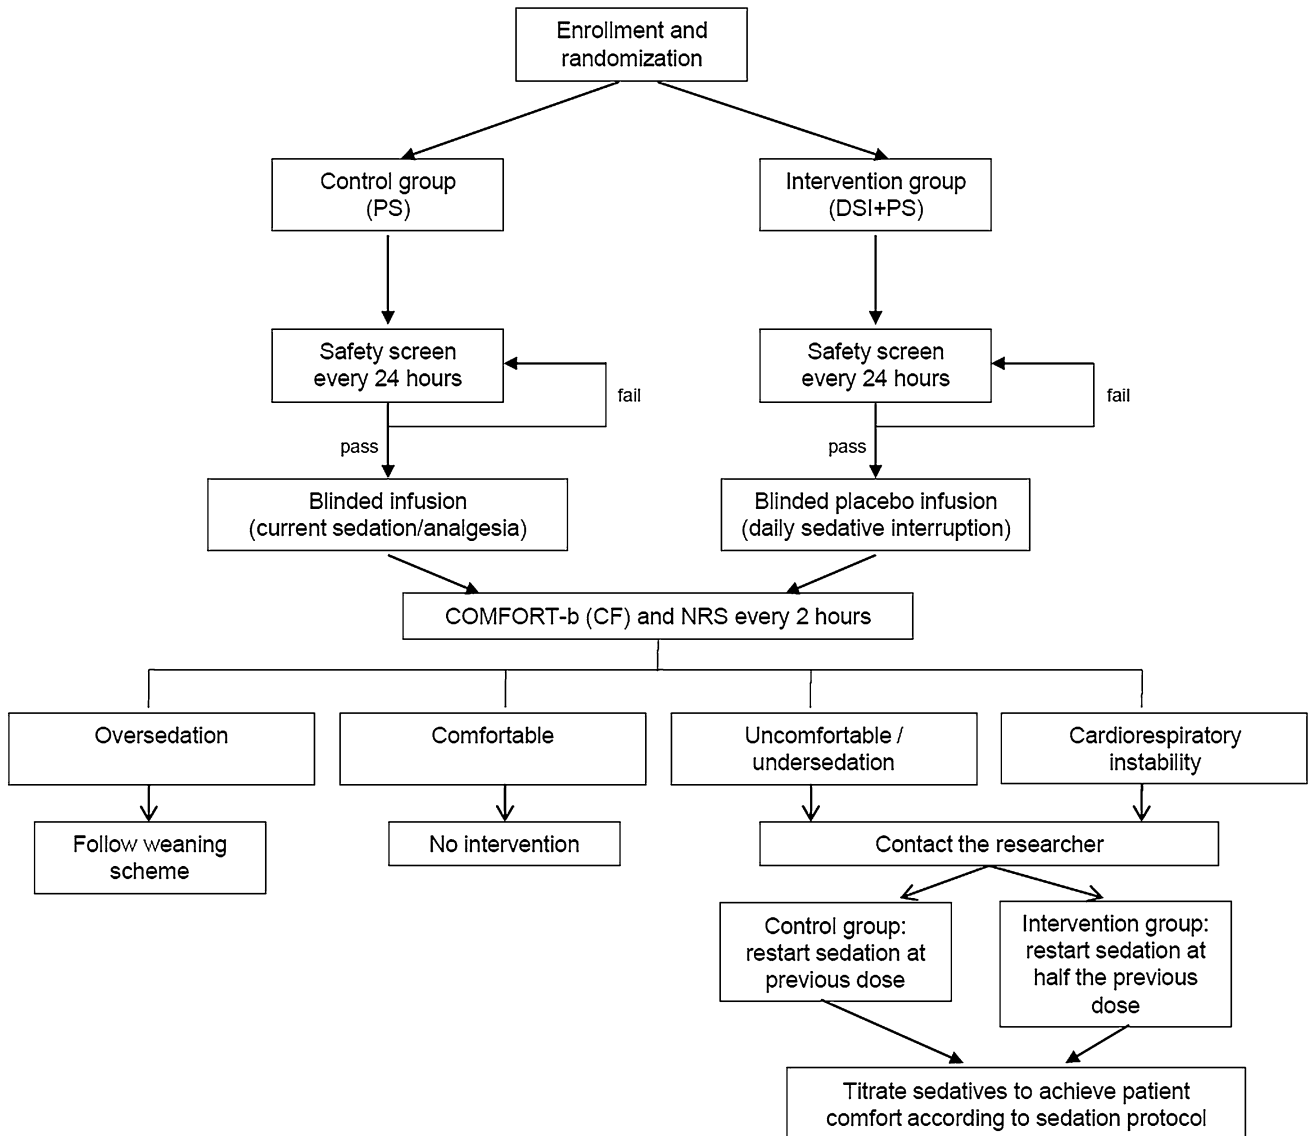 Enrollment and
randomization
Control group
(PS)
Intervention group
(DSI+PS)
Safety screen
every 24 hours
fail
pass
Safety screen
every 24 hours
fail
pass
Blinded infusion
(current sedation/analgesia)
Blinded placebo infusion
(daily sedative interruption)
COMFORT-b (CF) and NRS every 2 hours
Oversedation
Comfortable
Uncomfortable /
undersedation
Cardiorespiratory
instability
Follow weaning
scheme
No intervention
Contact the researcher
Control group:
restart sedation at
previous dose
Intervention group:
restart sedation at
half the previous
dose
Titrate sedatives to achieve patient
comfort according to sedation protocol